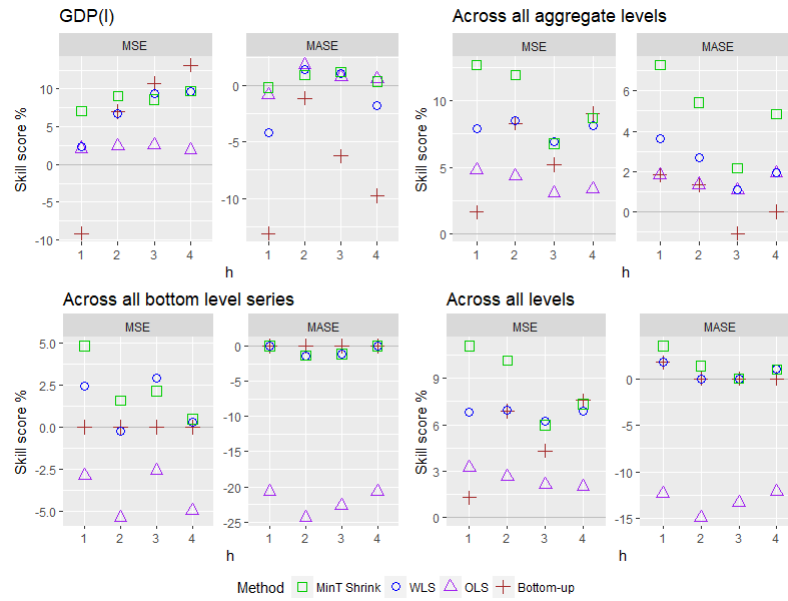 GDP(I)
MSE
MASE
Skill score %
10
5
0
-5
-10
0
-5
-10
1 2 3 4
1 2 3 4
h
Across all aggregate levels
MSE
MASE
Skill score %
10
5
0
6
4
2
0
1 2 3 4
1 2 3 4
h
Across all bottom level series
MSE
MASE
Skill score %
5.0
2.5
0.0
-2.5
-5.0
0
-5
-10
-15
-20
-25
1 2 3 4
1 2 3 4
h
Across all levels
MSE
MASE
Skill score %
9
6
3
0
0
-5
-10
-15
1 2 3 4
1 2 3 4
h
Method MinT Shrink WLS OLS Bottom-up